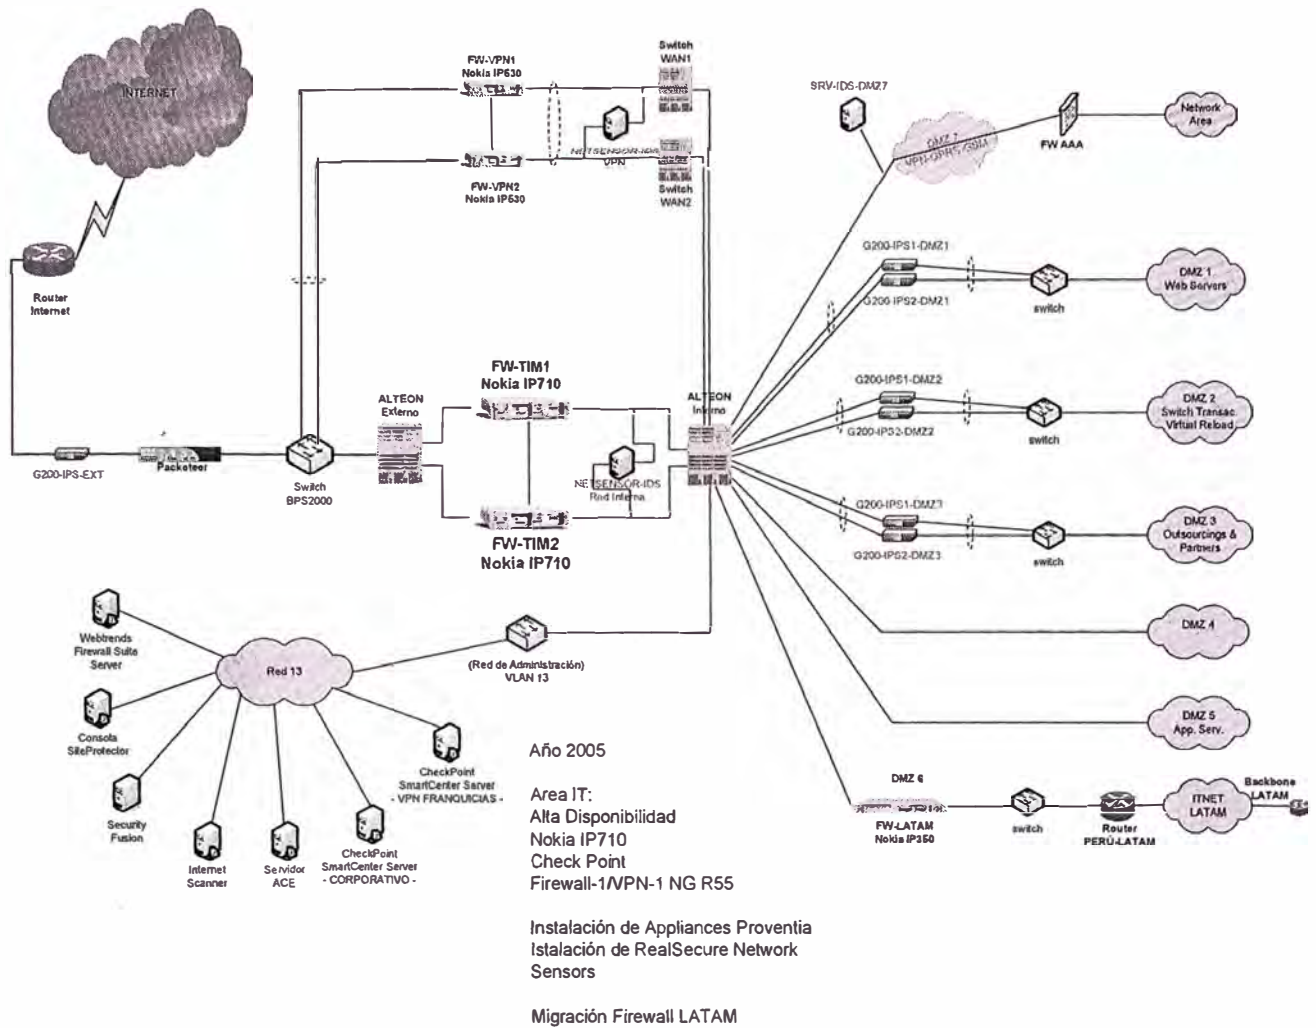 INTERNET
Router
Internet
G200-IPS-EXT
Packeteer
Switch
BPS2000
FW-VPN1
Nokia IP530
FW-VPN2
Nokia IP530
NETSENSOR-IDS
VPN
Switch
WAN1
Switch
WAN2
ALTEON
Externo
FW-TIM1
Nokia IP710
FW-TIM2
Nokia IP710
NETSENSOR-IDS
Red Interna
ALTEON
Interno
SRV-IDS-DMZ7
DMZ 7
VPN-GPRS/GSM
FW AAA
Network
Area
G200-IPS1-DMZ1
G200-IPS2-DMZ1
switch
DMZ 1
Web Servers
G200-IPS1-DMZ2
G200-IPS2-DMZ2
switch
DMZ 2
Switch Transac.
Virtual Reload
G200-IPS1-DMZ3
G200-IPS2-DMZ3
switch
DMZ 3
Outsourcings &
Partners
DMZ 4
DMZ 5
App. Serv.
DMZ 6
FW-LATAM
Nokia IP350
switch
Router
PERÚ-LATAM
ITNET
LATAM
Backbone
LATAM
(Red de Administración)
VLAN 13
Red 13
Webtrends
Firewall Suite
Server
Consola
SiteProtector
Security
Fusion
Internet
Scanner
Servidor
ACE
CheckPoint
SmartCenter Server
- CORPORATIVO -
CheckPoint
SmartCenter Server
- VPN FRANQUICIAS -
Año 2005
Area IT:
Alta Disponibilidad
Nokia IP710
Check Point
Firewall-1/VPN-1 NG R55
Instalación de Appliances Proventia
Istalación de RealSecure Network
Sensors
Migración Firewall LATAM